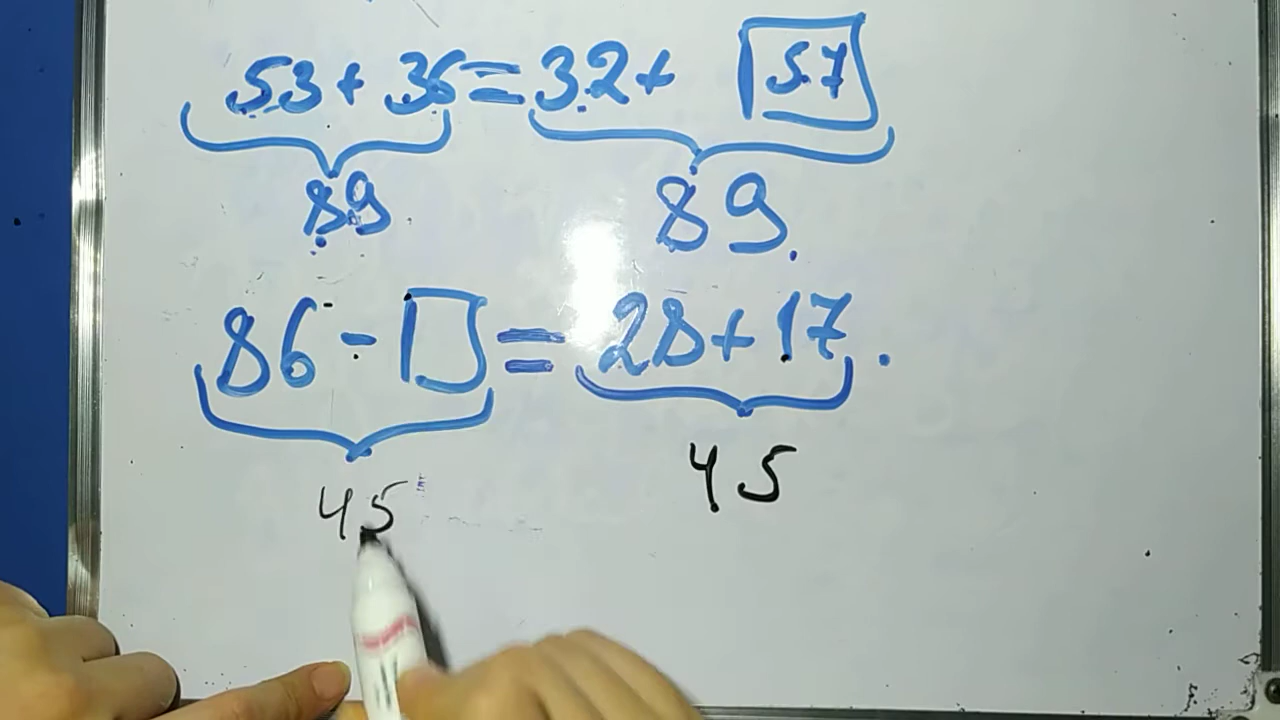 53 + 36 = 32 + 57
89 89.
86 - □ = 28 + 17.
45 45